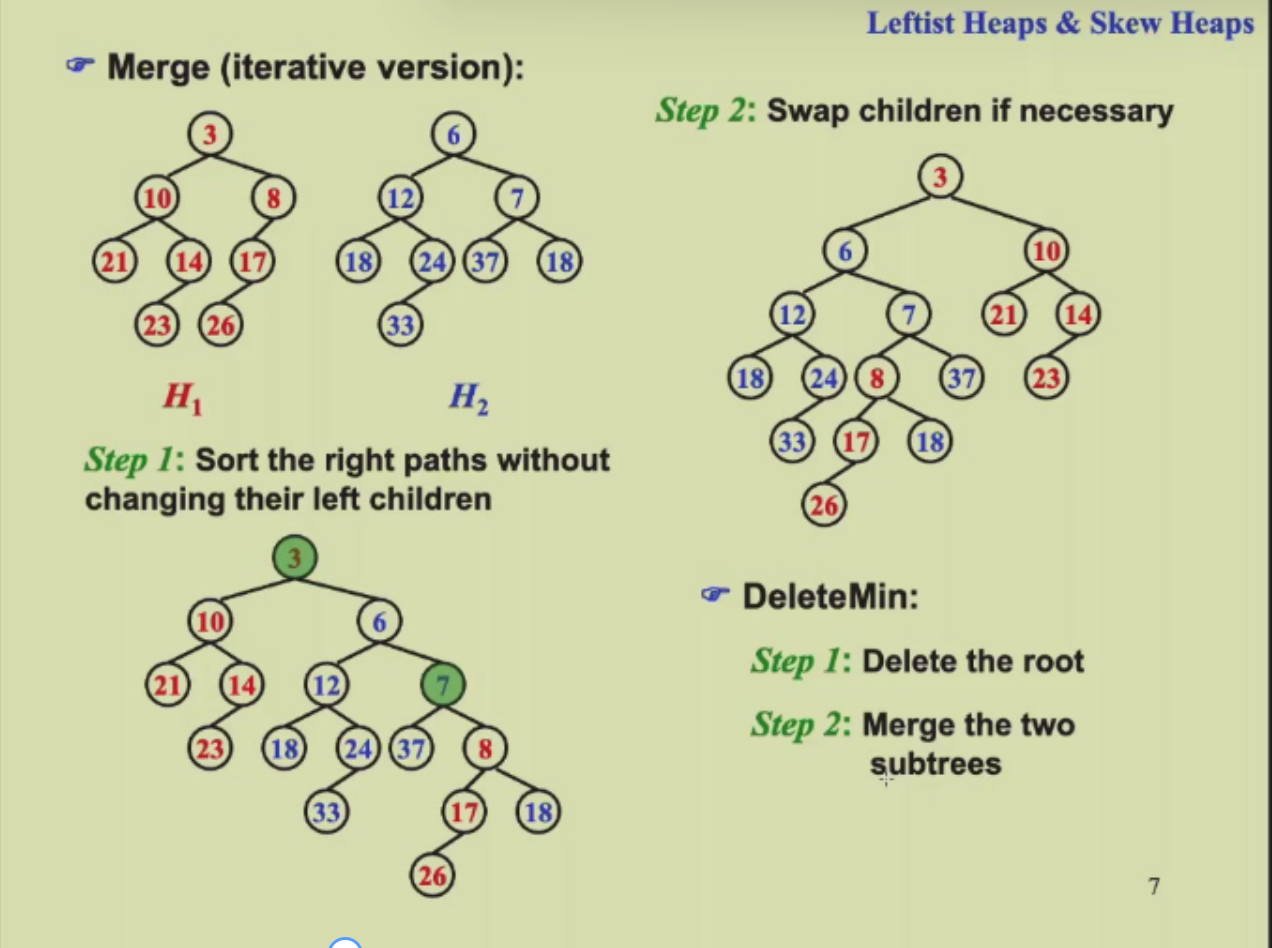 Leftist Heaps & Skew Heaps
☞ Merge (iterative version):
3
10 8
21 14 17
23 26
H1
6
12 7
18 24 37 18
33
H2
Step 1: Sort the right paths without
changing their left children
3
10 6
21 14 12 7
23 18 24 37 8
33 17 18
26
Step 2: Swap children if necessary
3
6 10
12 7 21 14
18 24 8 37 23
33 17 18
26
☞ DeleteMin:
Step 1: Delete the root
Step 2: Merge the two
subtrees
7